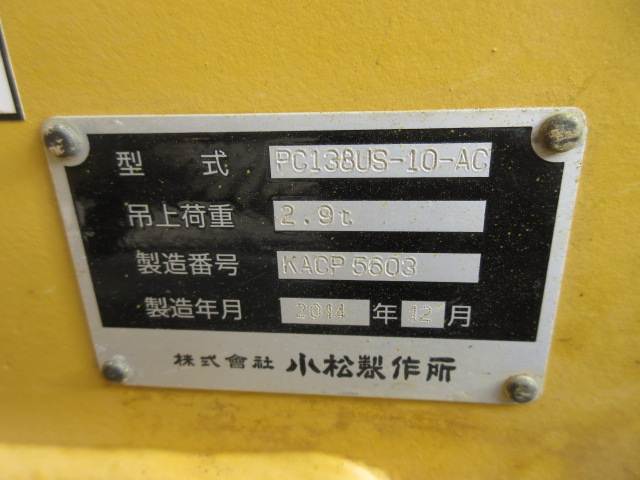 型 式 PC138US-10-AC
吊上荷重 2.9t
製造番号 KACP 5603
製造年月 2014 年 12 月
株式會社 小松製作所